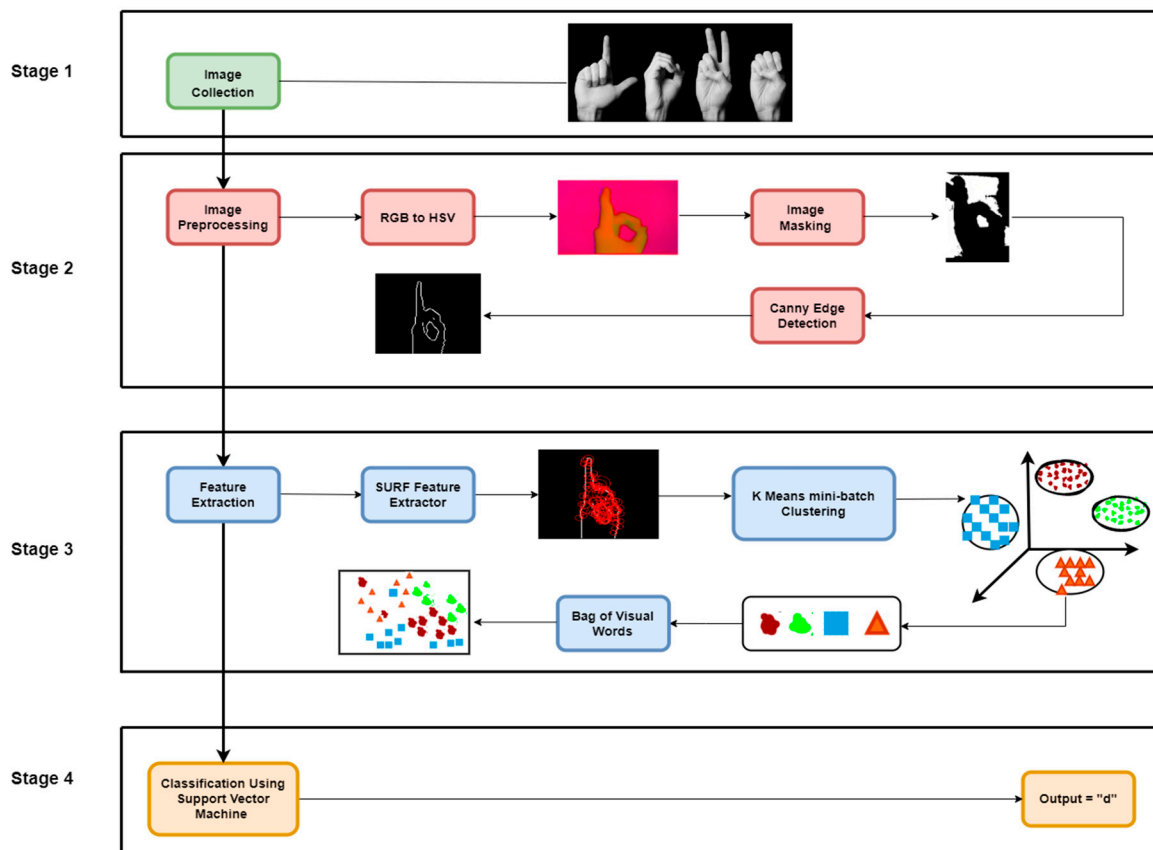 Stage 1
Image
Collection
Stage 2
Image
Preprocessing
RGB to HSV
Image
Masking
Canny Edge
Detection
Stage 3
Feature
Extraction
SURF Feature
Extractor
K Means mini-batch
Clustering
Bag of Visual
Words
Stage 4
Classification Using
Support Vector
Machine
Output = "d"